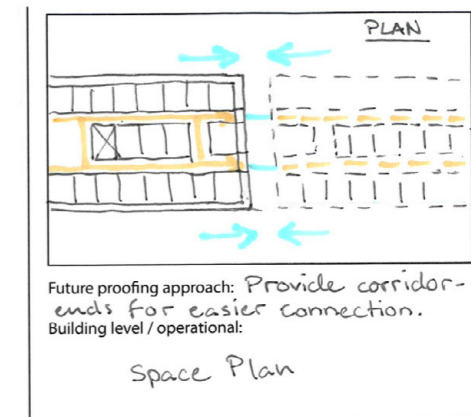 PLAN
Future proofing approach: Provide corridor-
ends for easier connection.
Building level / operational:
Space Plan